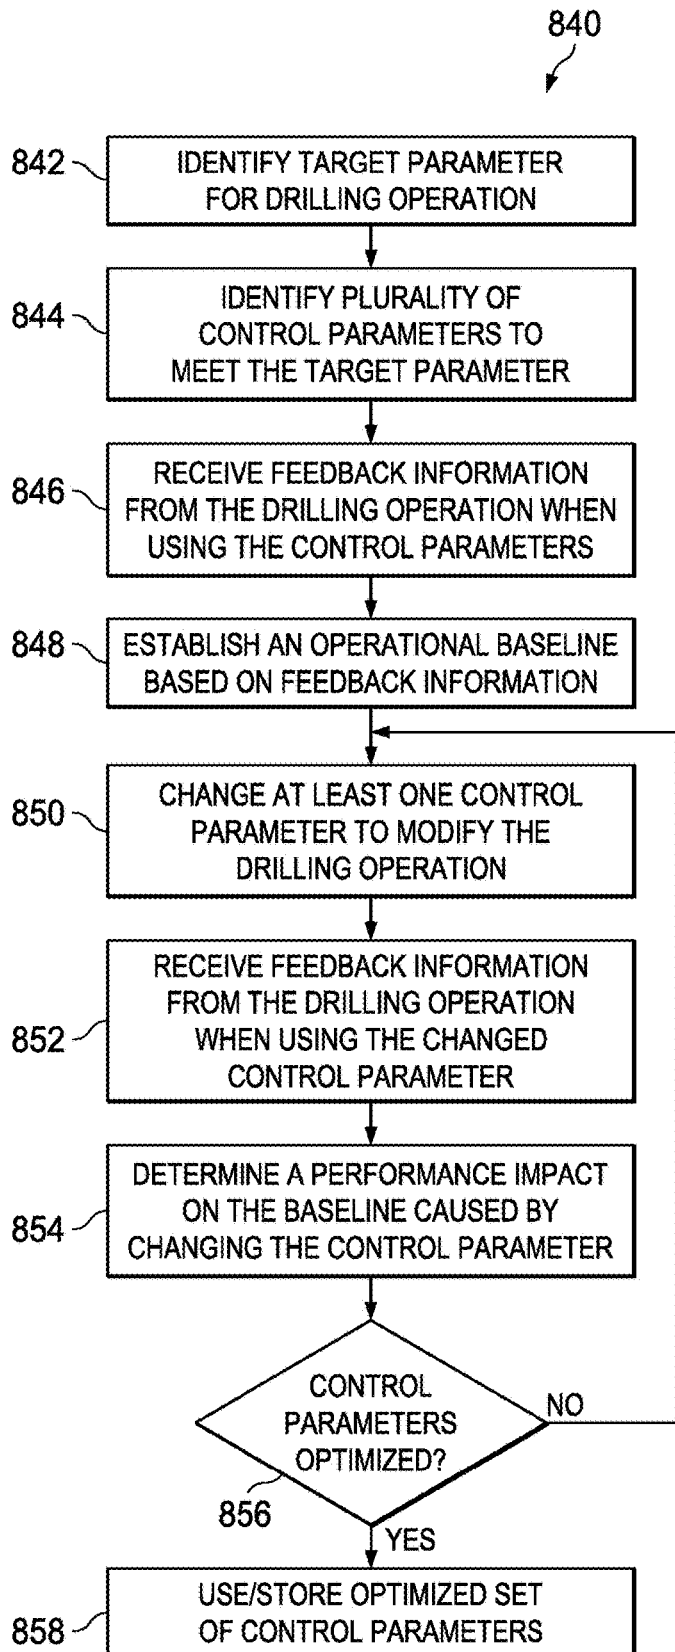 840
842
IDENTIFY TARGET PARAMETER
FOR DRILLING OPERATION
844
IDENTIFY PLURALITY OF
CONTROL PARAMETERS TO
MEET THE TARGET PARAMETER
846
RECEIVE FEEDBACK INFORMATION
FROM THE DRILLING OPERATION WHEN
USING THE CONTROL PARAMETERS
848
ESTABLISH AN OPERATIONAL BASELINE
BASED ON FEEDBACK INFORMATION
850
CHANGE AT LEAST ONE CONTROL
PARAMETER TO MODIFY THE
DRILLING OPERATION
852
RECEIVE FEEDBACK INFORMATION
FROM THE DRILLING OPERATION
WHEN USING THE CHANGED
CONTROL PARAMETER
854
DETERMINE A PERFORMANCE IMPACT
ON THE BASELINE CAUSED BY
CHANGING THE CONTROL PARAMETER
CONTROL
PARAMETERS
OPTIMIZED?
NO
856
YES
858
USE/STORE OPTIMIZED SET
OF CONTROL PARAMETERS